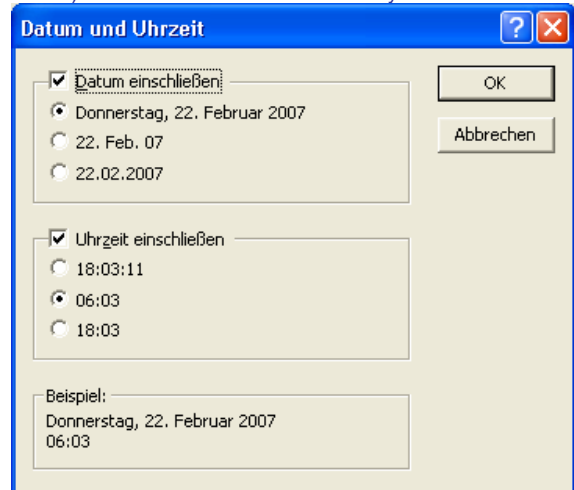 Datum und Uhrzeit
Datum einschließen
Donnerstag, 22. Februar 2007
22. Feb. 07
22.02.2007
OK
Abbrechen
Uhrzeit einschließen
18:03:11
06:03
18:03
Beispiel:
Donnerstag, 22. Februar 2007
06:03